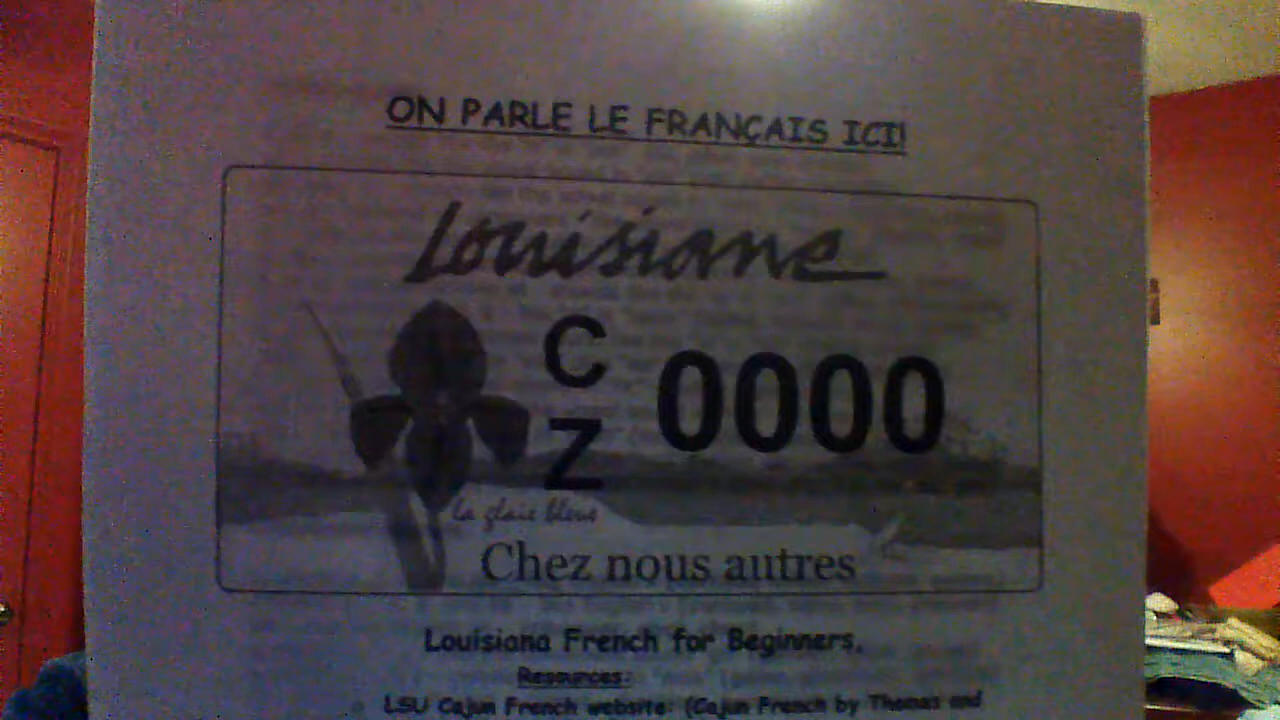 ON PARLE LE FRANÇAIS ICI!
Louisiane
C
Z
0000
la glaie bleue
Chez nous autres
Louisiana French for Beginners.
Resources:
LSU Cajun French website: (Cajun French by Thomas and